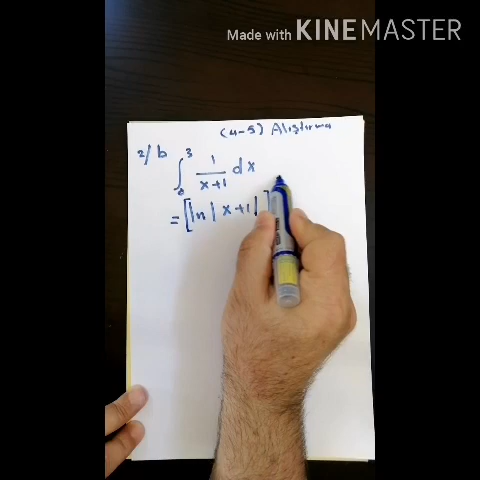 Made with KINEMASTER
(4-5) Alıştırma
2/ b ∫₀³ 1/(x+1) dx
= [ln | x+1 | ]